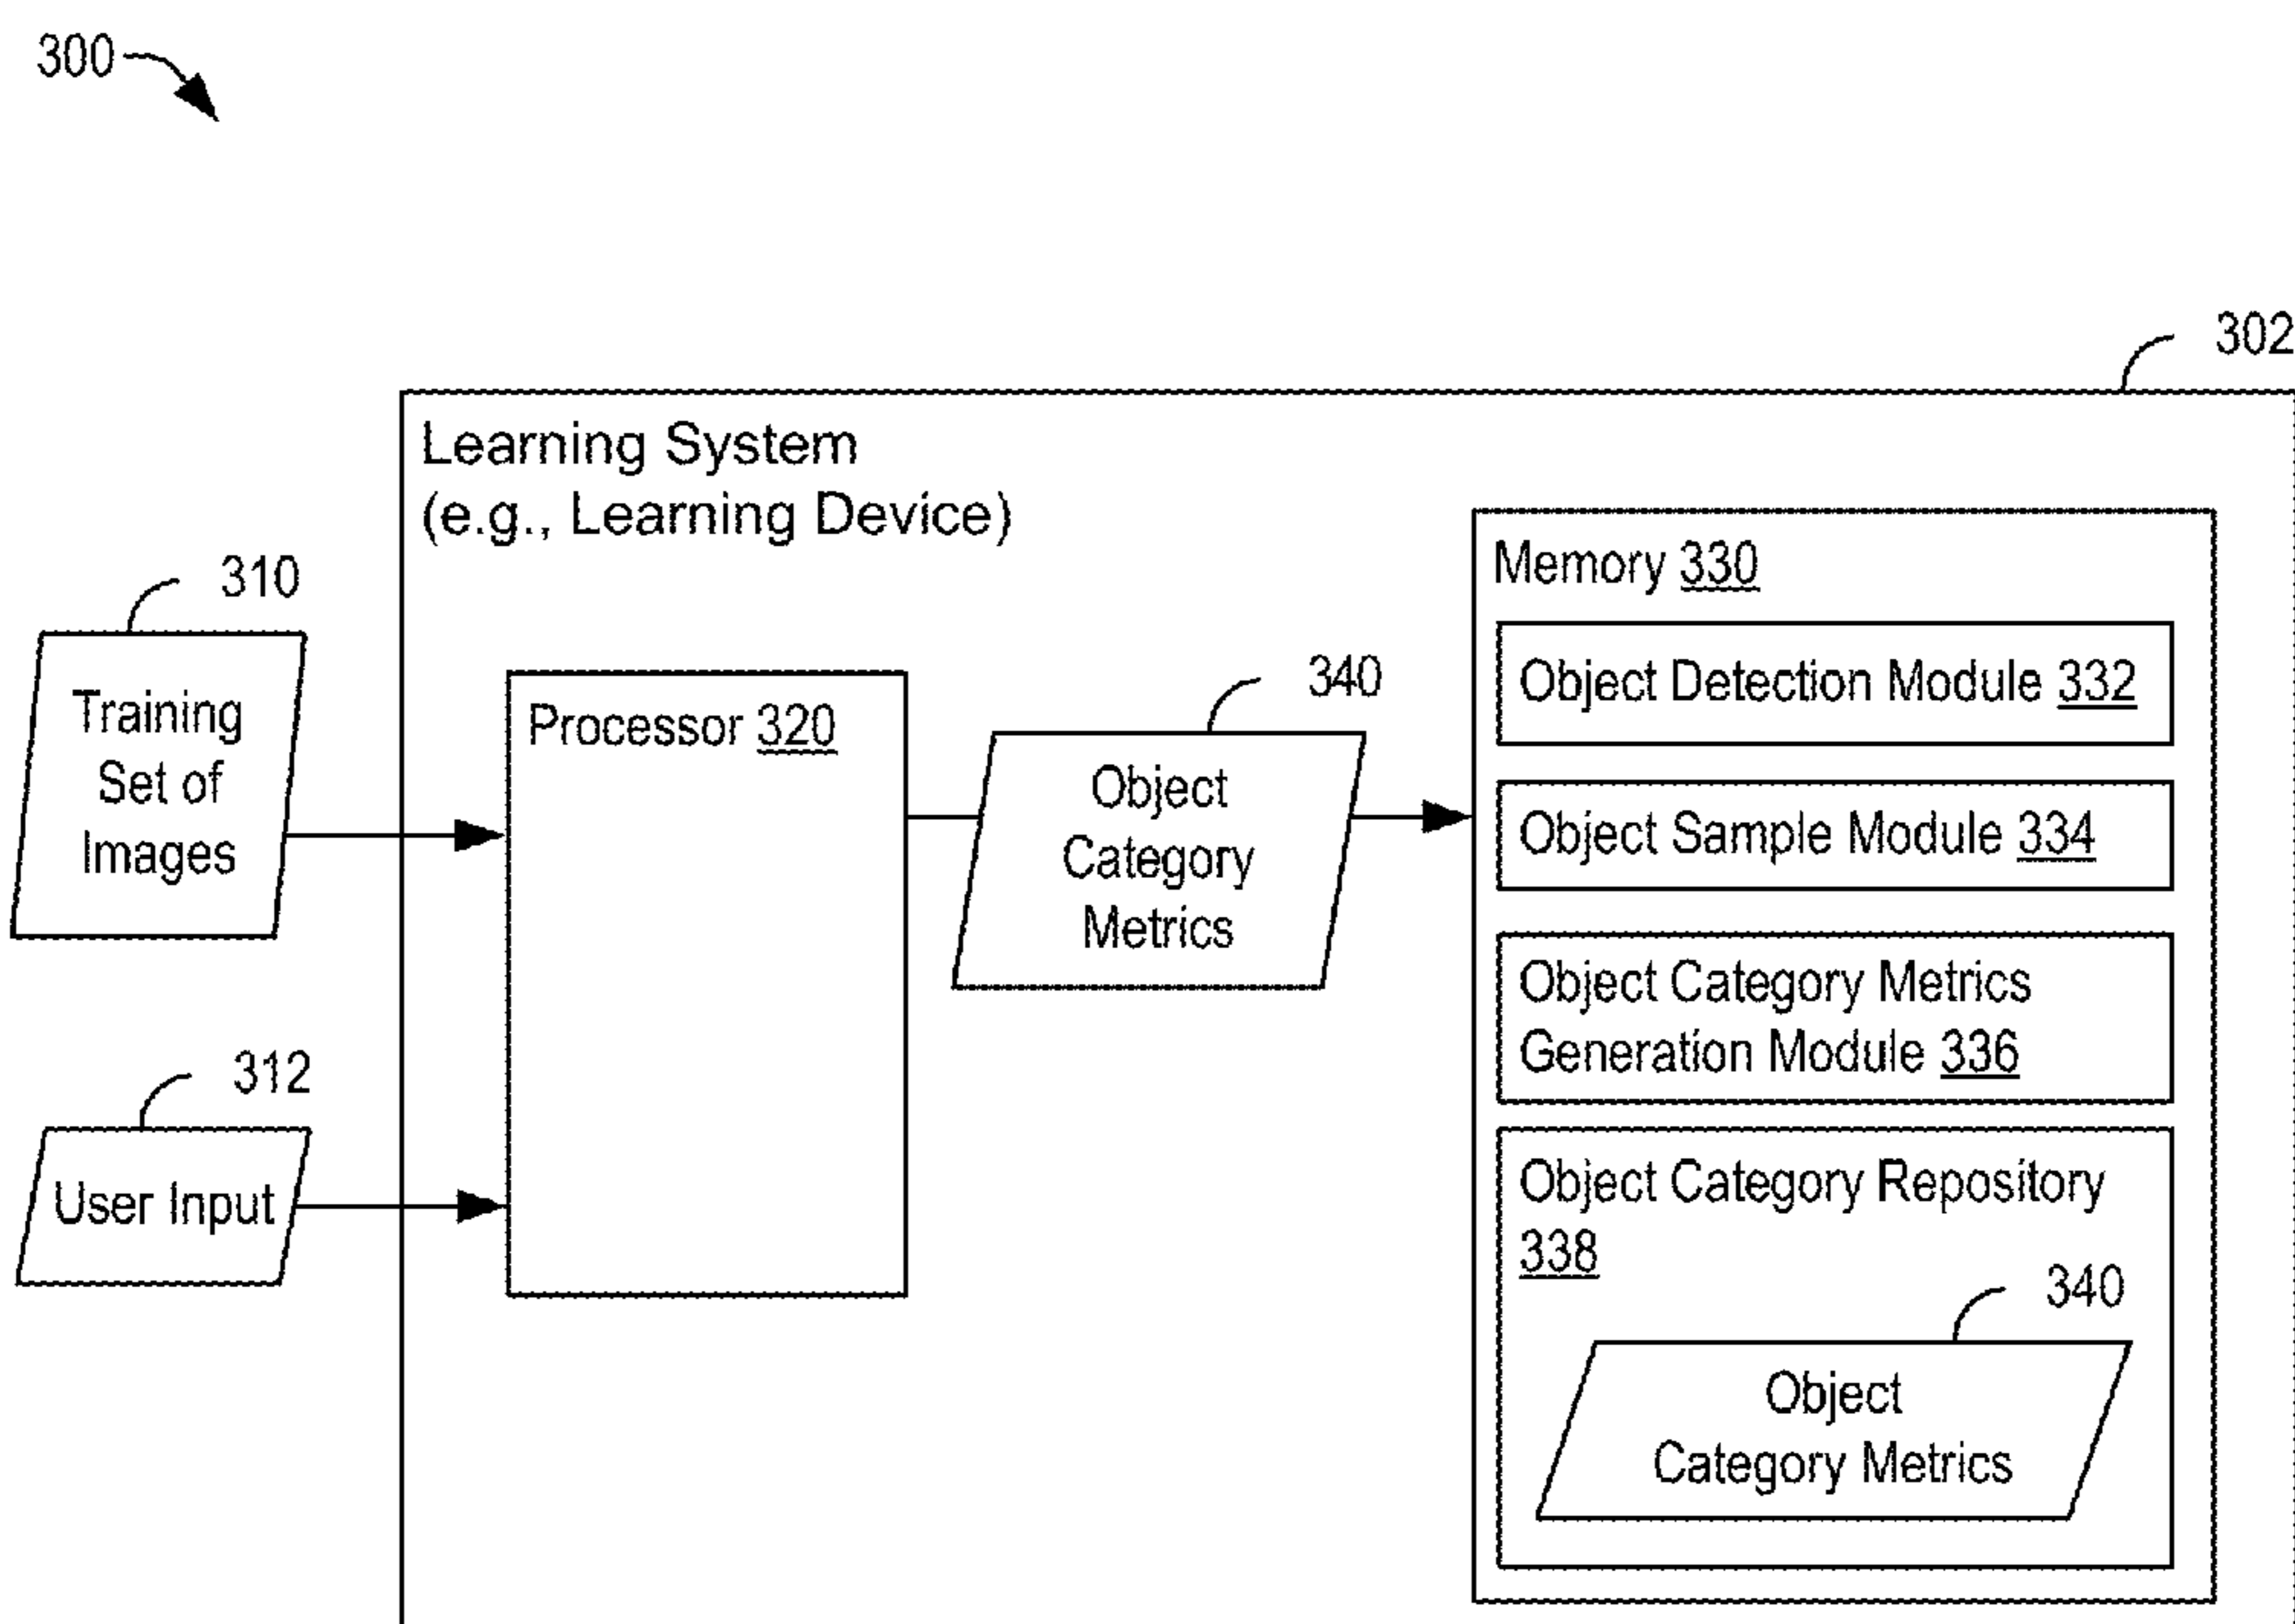 300
302
Learning System
(e.g., Learning Device)
310
Training
Set of
Images
312
User Input
Processor 320
340
Object
Category
Metrics
Memory 330
Object Detection Module 332
Object Sample Module 334
Object Category Metrics
Generation Module 336
Object Category Repository
338
340
Object
Category Metrics